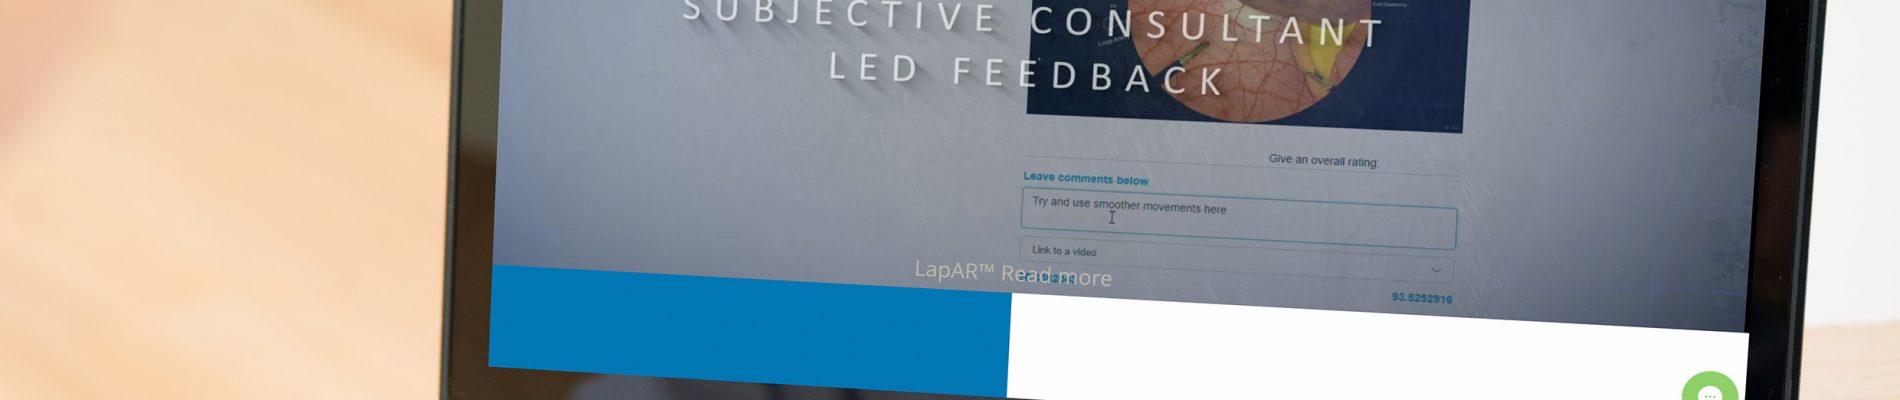 SUBJECTIVE CONSULTANT
LED FEEDBACK
Give an overall rating:
Leave comments below
Try and use smoother movements here
Link to a video
LapAR™ Read more
93.5252916